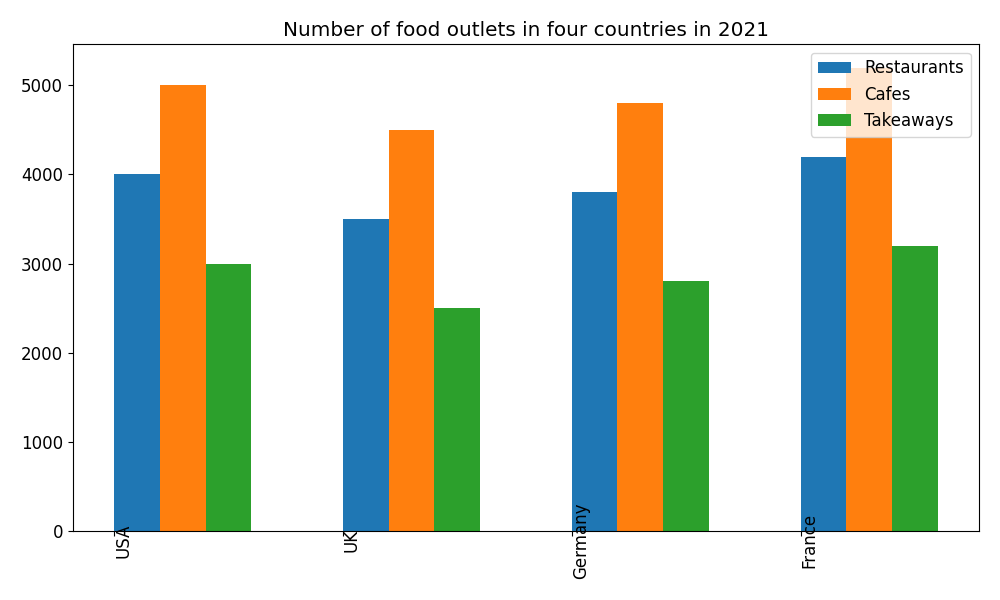 Number of food outlets in four countries in 2021
Restaurants
Cafes
Takeaways
5000
4000
3000
2000
1000
0
USA
UK
Germany
France